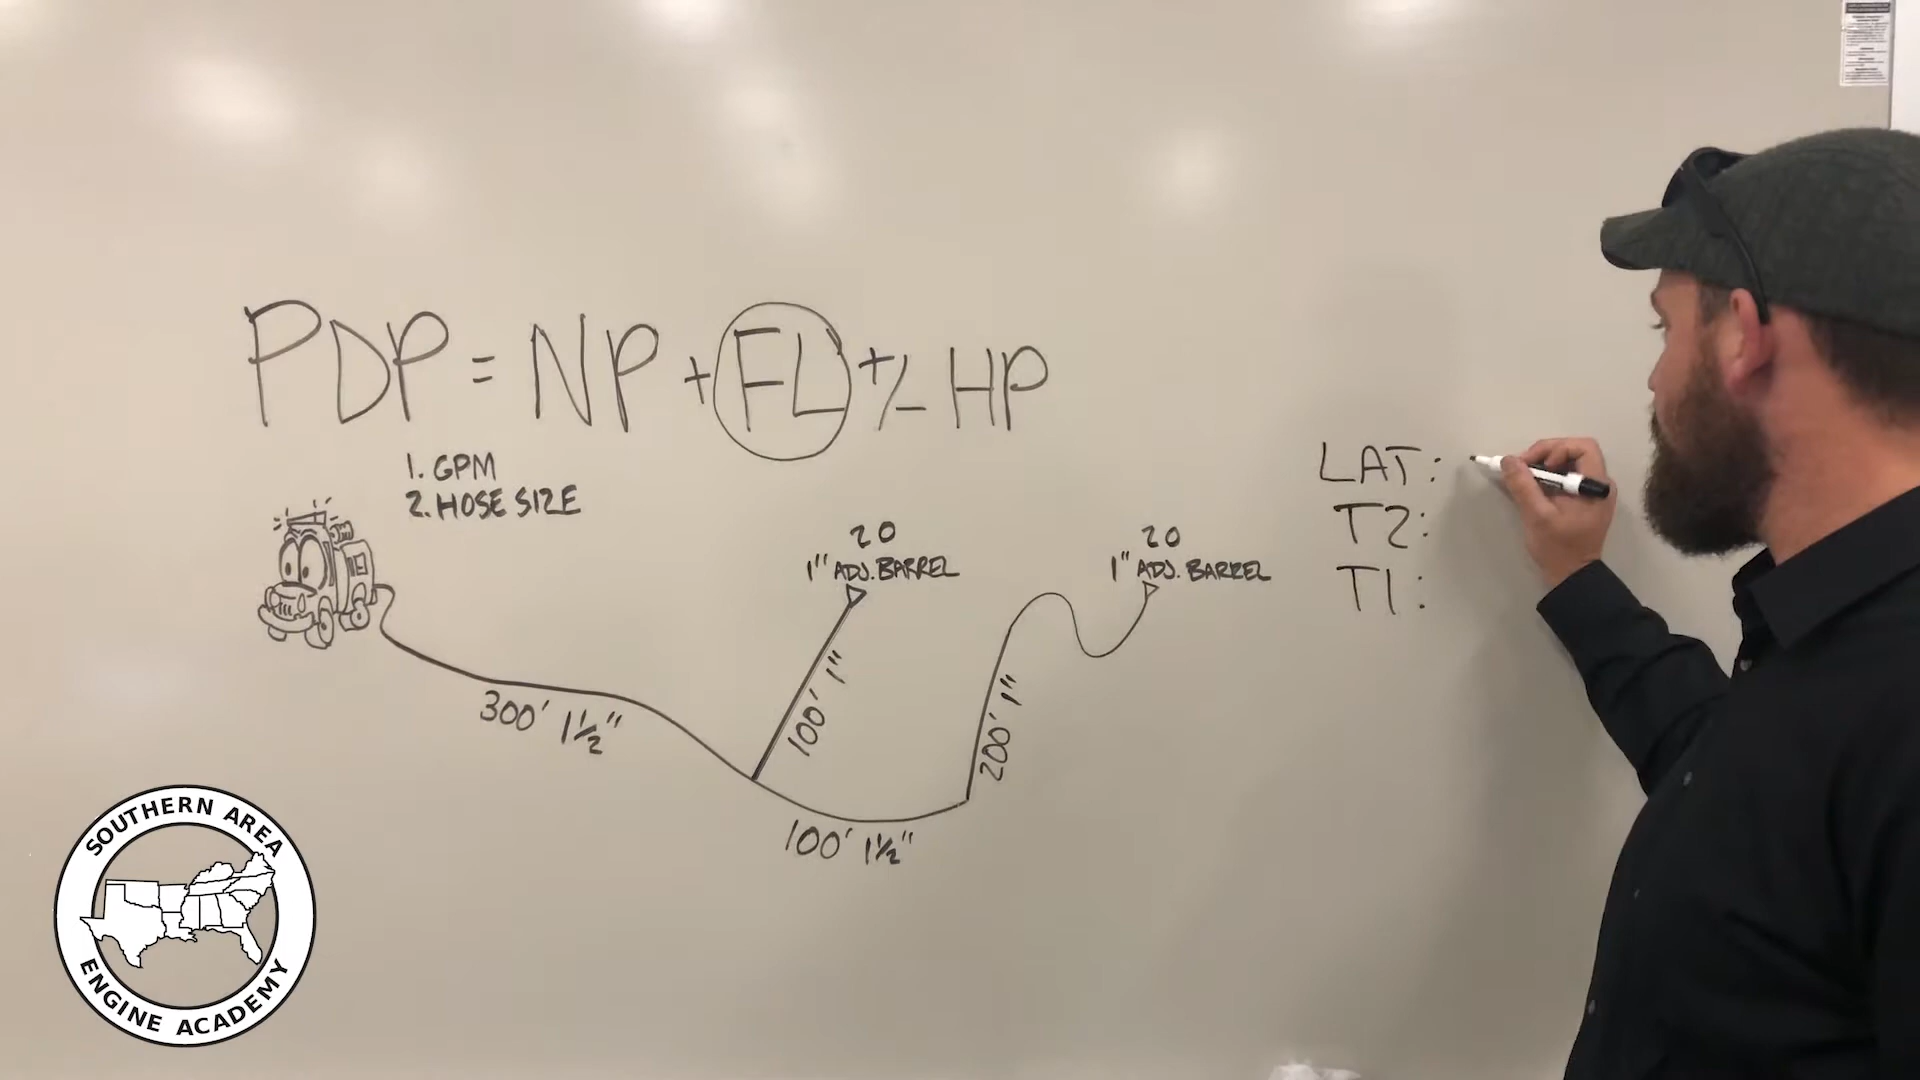 PDP = NP + FL +/- HP
1. GPM
2. HOSE SIZE
20
1" ADJ. BARREL
20
1" ADJ. BARREL
LAT:
T2:
T1:
300' 1½"
100' 1"
200' 1"
100' 1½"
SOUTHERN AREA
ENGINE ACADEMY